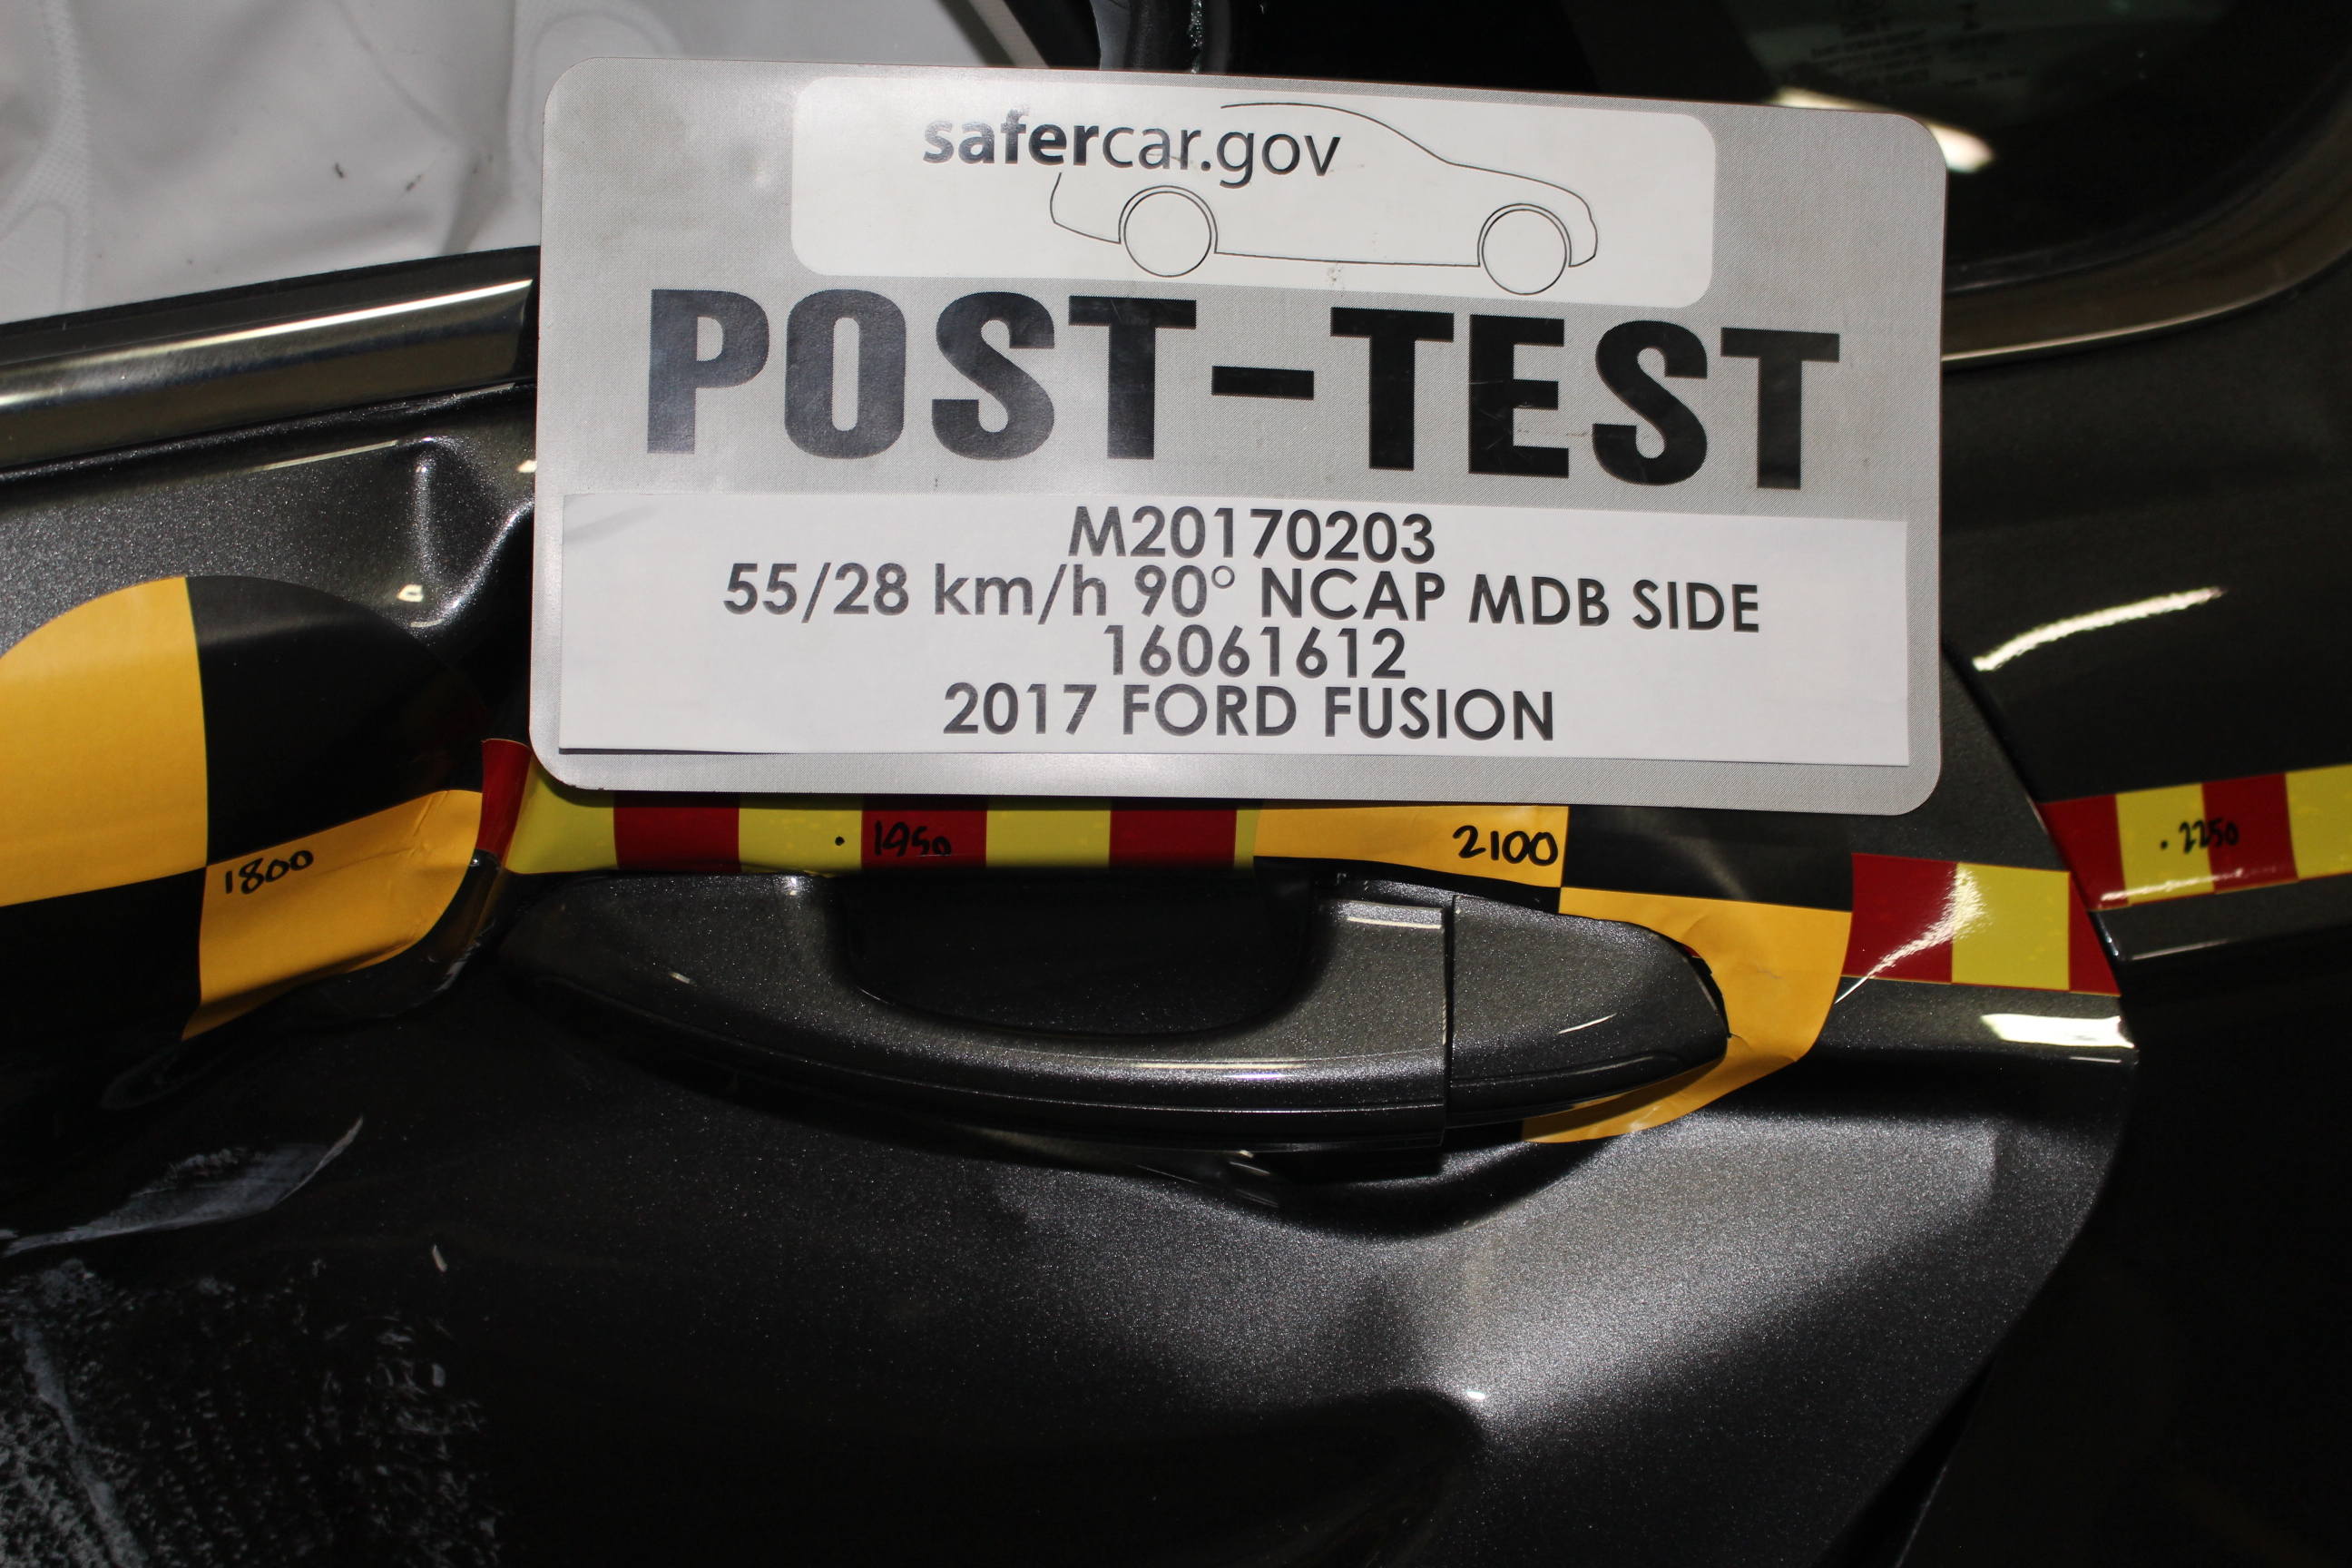 safercar.gov
POST-TEST
M20170203
55/28 km/h 90° NCAP MDB SIDE
16061612
2017 FORD FUSION
1800
. 1950
2100
. 2250